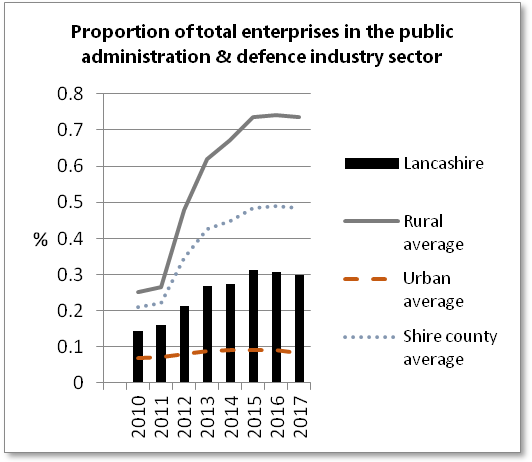 Proportion of total enterprises in the public
administration & defence industry sector
0.8
0.7
0.6
0.5
0.4
0.3
0.2
0.1
0
%
2010
2011
2012
2013
2014
2015
2016
2017
Lancashire
Rural
average
Urban
average
Shire county
average